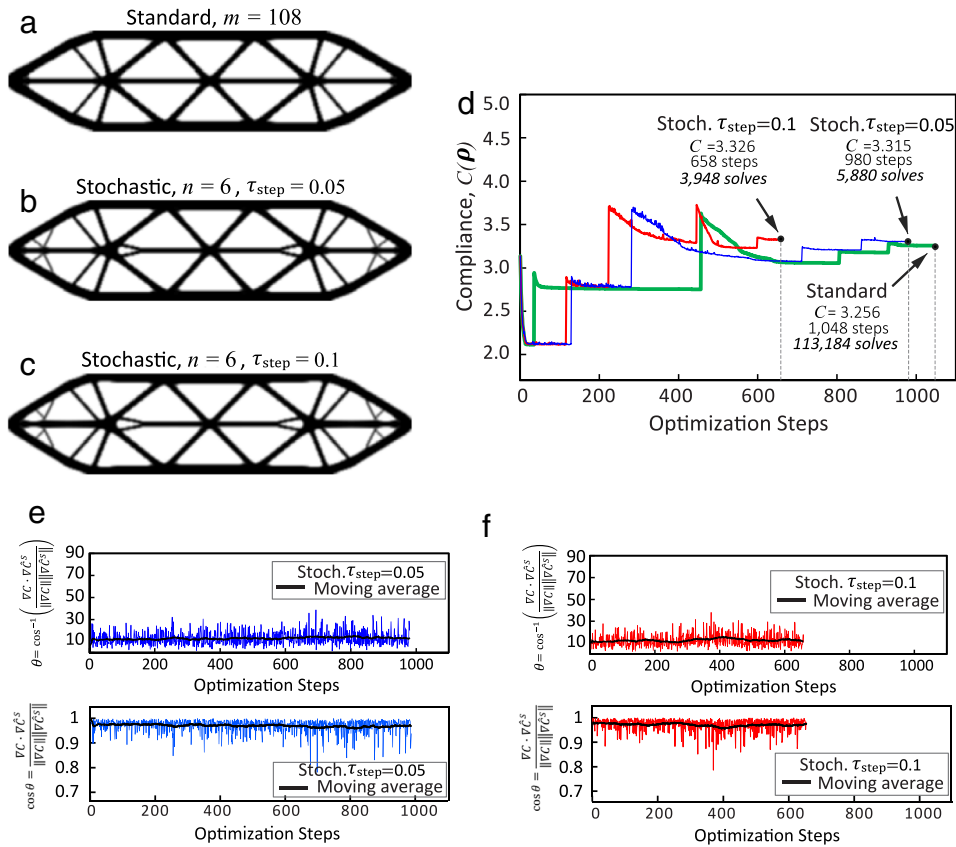 a
Standard, m = 108
b
Stochastic, n = 6 , τstep = 0.05
c
Stochastic, n = 6 , τstep = 0.1
d
5.0
4.5
4.0
3.5
3.0
2.5
2.0
Compliance, C(ρ)
Stoch. τstep=0.1
C =3.326
658 steps
3,948 solves
Stoch. τstep=0.05
C =3.315
980 steps
5,880 solves
Standard
C= 3.256
1,048 steps
113,184 solves
200
400
600
800
1000
Optimization Steps
e
θ= cos⁻¹(∇C · ∇Ĉˢ / ‖∇C‖‖∇Ĉˢ‖)
90
70
50
30
10
Stoch.τstep=0.05
Moving average
0 200 400 600 800 1000
Optimization Steps
cos θ = ∇C · ∇Ĉˢ / ‖∇C‖‖∇Ĉˢ‖
1
0.9
0.8
0.7
Stoch.τstep=0.05
Moving average
0 200 400 600 800 1000
Optimization Steps
f
θ= cos⁻¹(∇C · ∇Ĉˢ / ‖∇C‖‖∇Ĉˢ‖)
90
70
50
30
10
Stoch. τstep=0.1
Moving average
0 200 400 600 800 1000
Optimization Steps
cos θ = ∇C · ∇Ĉˢ / ‖∇C‖‖∇Ĉˢ‖
1
0.9
0.8
0.7
Stoch. τstep=0.1
Moving average
0 200 400 600 800 1000
Optimization Steps